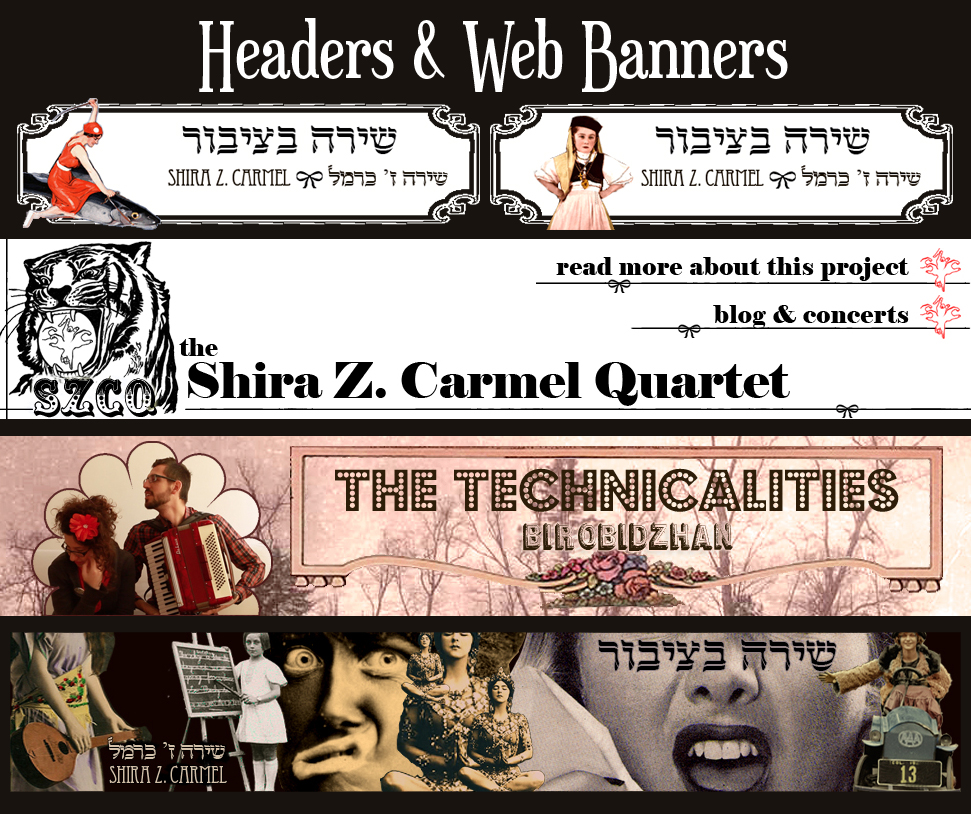 Headers & Web Banners
שירה בציבור
SHIRA Z. CARMEL שירה ז' כרמל
שירה בציבור
SHIRA Z. CARMEL שירה ז' כרמל
read more about this project
blog & concerts
SZCQ
the
Shira Z. Carmel Quartet
THE TECHNICALITIES
BIROBIDZHAN
שירה בציבור
שירה ז' כרמל
SHIRA Z. CARMEL
AAA
13